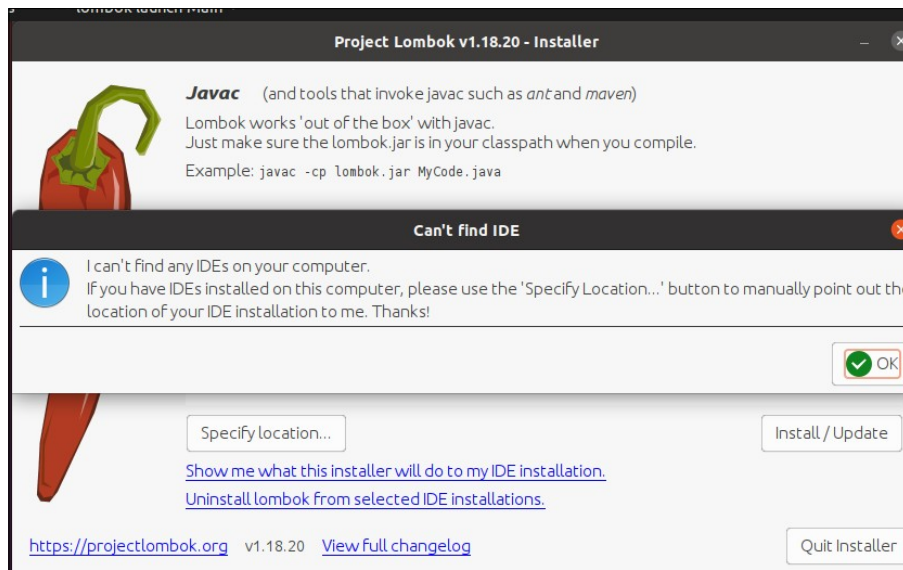 lombok launch Main
Project Lombok v1.18.20 - Installer
Javac (and tools that invoke javac such as ant and maven)
Lombok works 'out of the box' with javac.
Just make sure the lombok.jar is in your classpath when you compile.
Example: javac -cp lombok.jar MyCode.java
Can't find IDE
I can't find any IDEs on your computer.
If you have IDEs installed on this computer, please use the 'Specify Location...' button to manually point out the
location of your IDE installation to me. Thanks!
OK
Specify location...
Install / Update
Show me what this installer will do to my IDE installation.
Uninstall lombok from selected IDE installations.
https://projectlombok.org v1.18.20 View full changelog
Quit Installer